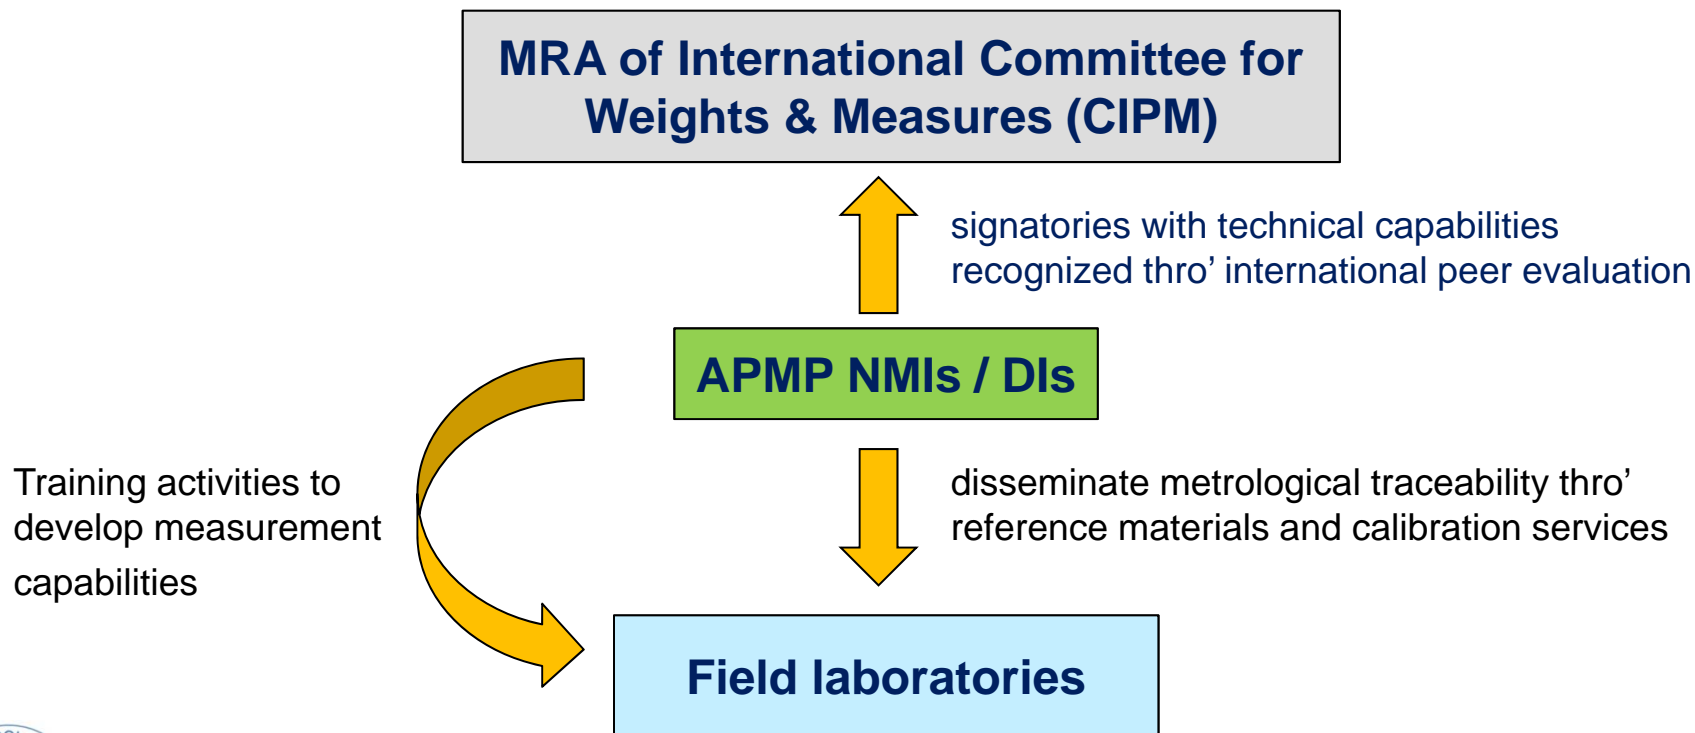 MRA of International Committee for
Weights & Measures (CIPM)
signatories with technical capabilities
recognized thro’ international peer evaluation
APMP NMIs / DIs
Training activities to
develop measurement
capabilities
disseminate metrological traceability thro’
reference materials and calibration services
Field laboratories